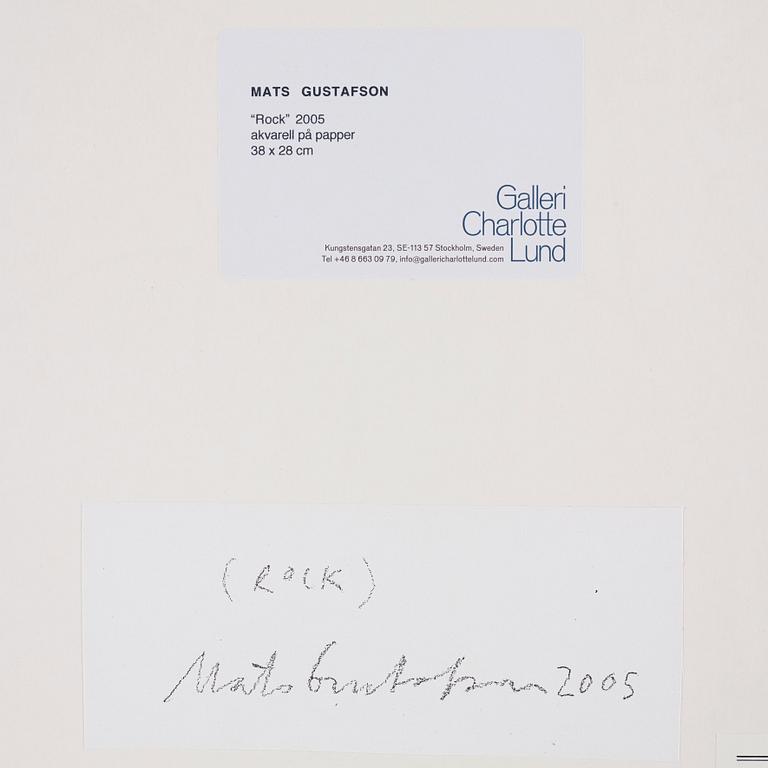 MATS GUSTAFSON
“Rock” 2005
akvarell på papper
38 x 28 cm
Galleri
Charlotte
Lund
Kungstensgatan 23, SE-113 57 Stockholm, Sweden
Tel +46 8 663 09 79, info@gallericharlottelund.com
(ROCK)
Mats Gustafson 2005